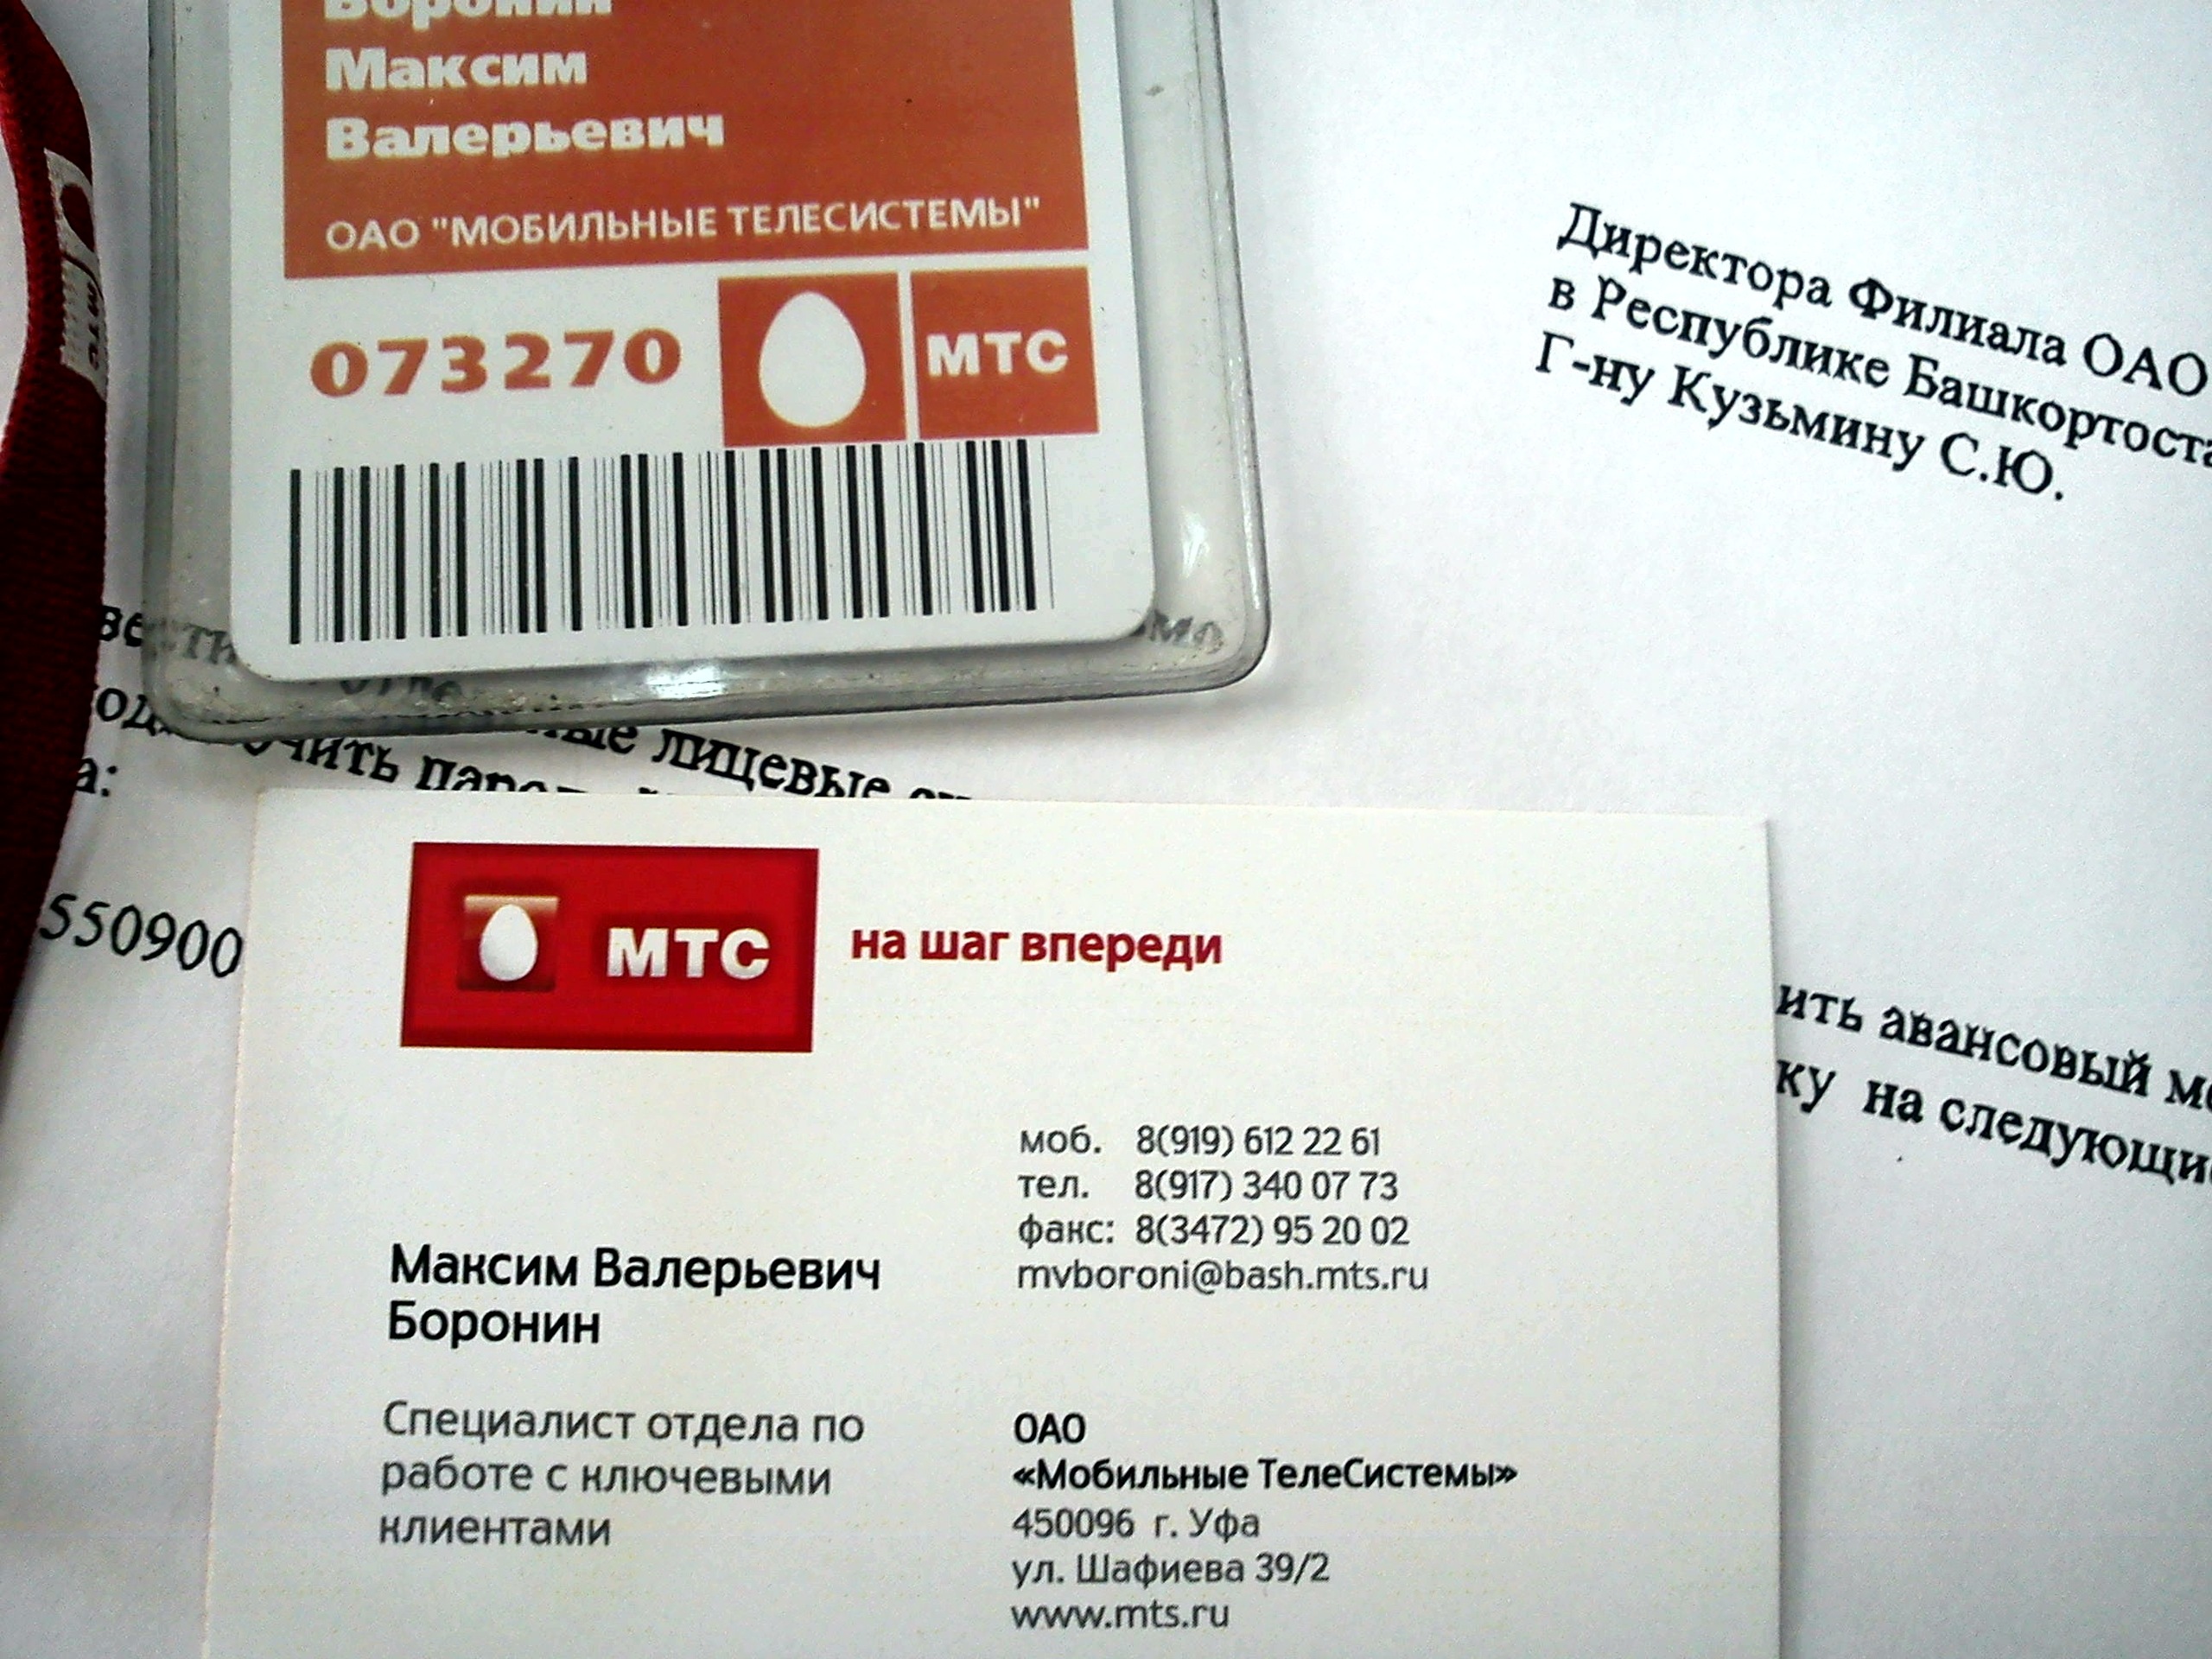 Боронин
Максим
Валерьевич
ОАО "МОБИЛЬНЫЕ ТЕЛЕСИСТЕМЫ"
073270
МТС
МТС
Директора Филиала ОАО
в Республике Башкортоста
Г-ну Кузьмину С.Ю.
лицевые
а:
550900
ить авансовый
ку на следующи
МТС
на шаг впереди
моб. 8(919) 612 22 61
тел. 8(917) 340 07 73
факс: 8(3472) 95 20 02
mvboroni@bash.mts.ru
Максим Валерьевич
Боронин
Специалист отдела по
работе с ключевыми
клиентами
ОАО
«Мобильные ТелеСистемы»
450096 г. Уфа
ул. Шафиева 39/2
www.mts.ru